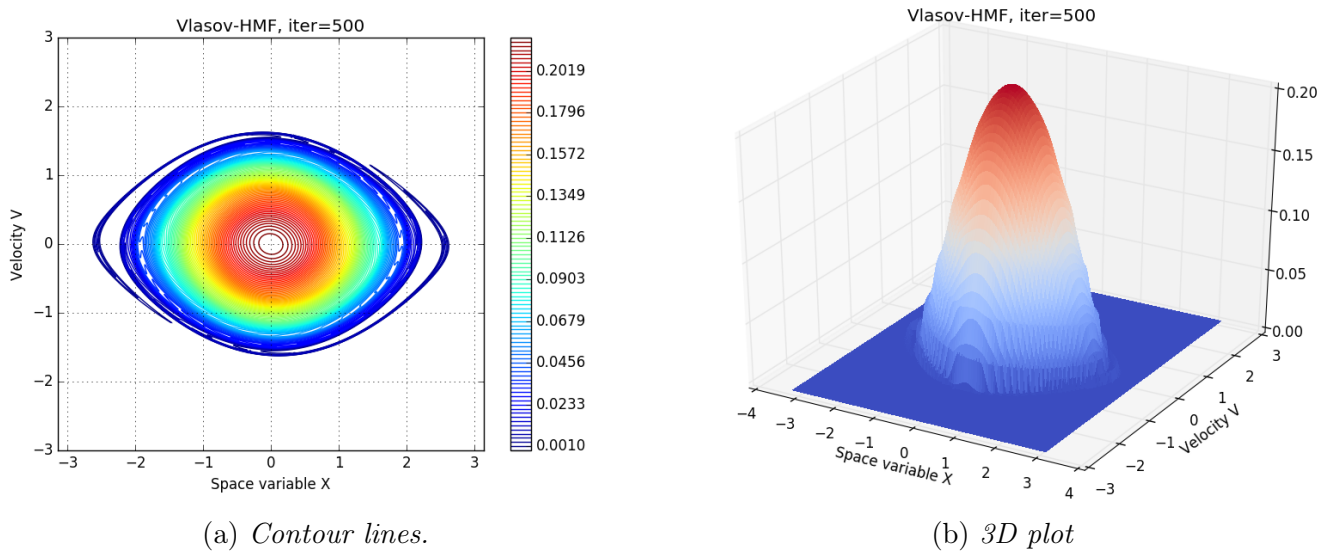 Vlasov-HMF, iter=500
3
2
1
0
−1
−2
−3
Velocity V
−3 −2 −1 0 1 2 3
Space variable X
0.2019
0.1796
0.1572
0.1349
0.1126
0.0903
0.0679
0.0456
0.0233
0.0010
(a) Contour lines.
Vlasov-HMF, iter=500
0.20
0.15
0.10
0.05
0.00
−4 −3 −2 −1 0 1 2 3 4
Space variable X
−3 −2 −1 0 1 2 3
Velocity V
(b) 3D plot